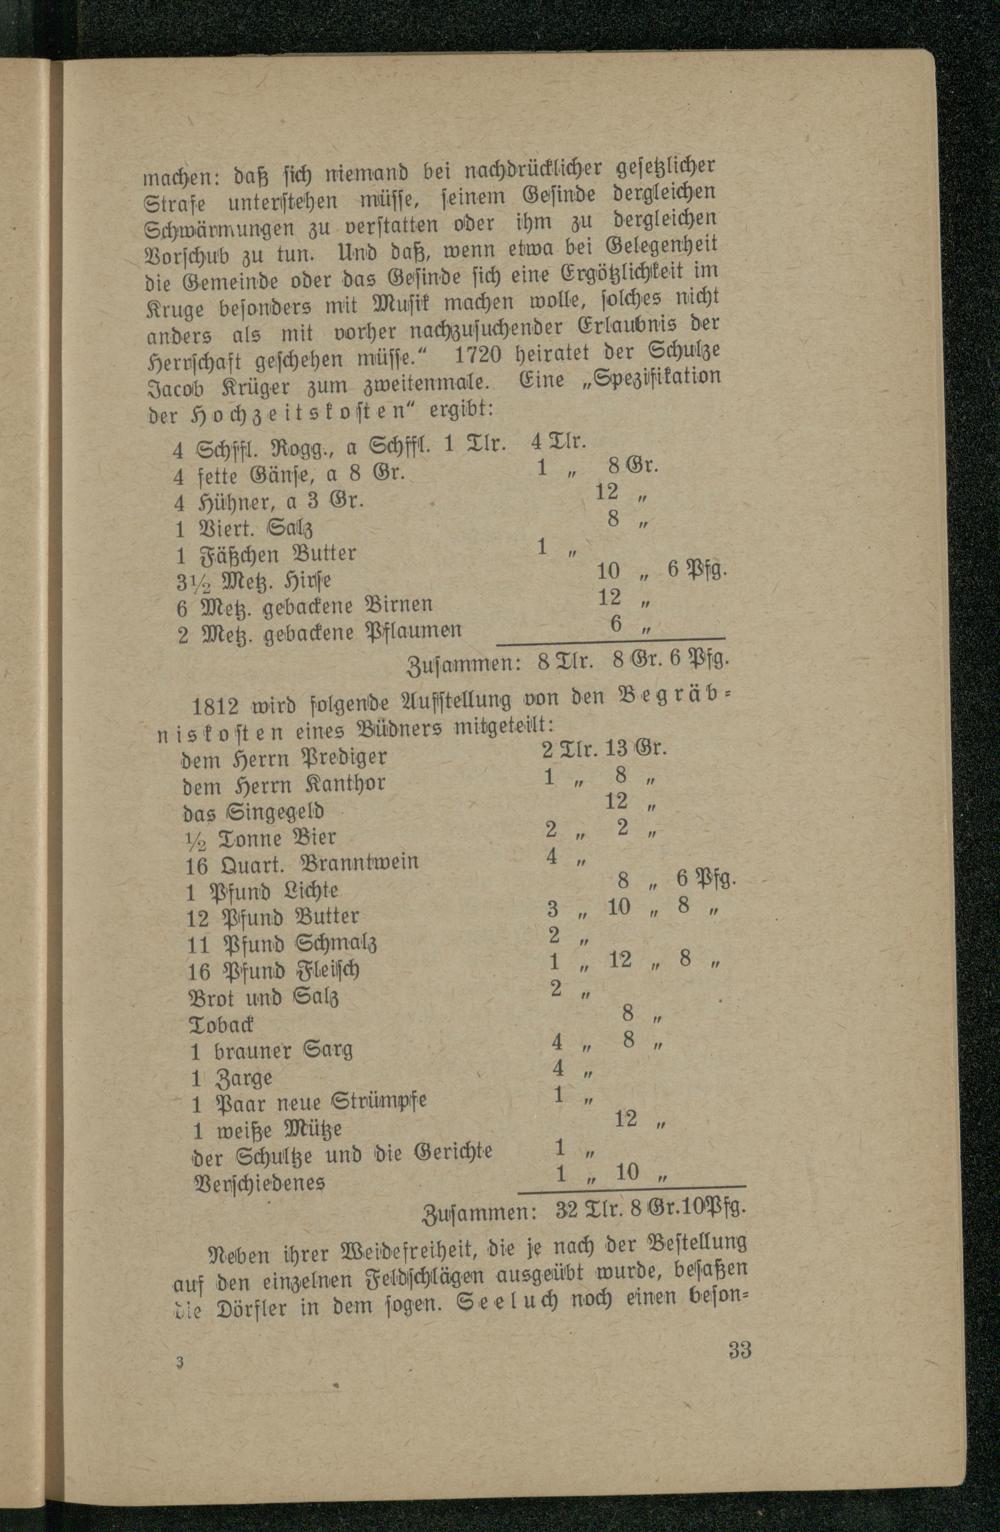 machen: daß sich niemand bei nachdrücklicher gesetzlicher
Strafe unterstehen müsse, seinem Gesinde dergleichen
Schwärmungen zu verstatten oder ihm zu dergleichen
Vorschub zu tun. Und daß, wenn etwa bei Gelegenheit
die Gemeinde oder das Gesinde sich eine Ergötzlichkeit im
Kruge besonders mit Musik machen wolle, solches nicht
anders als mit vorher nachzusuchender Erlaubnis der
Herrschaft geschehen müsse.“ 1720 heiratet der Schulze
Jacob Krüger zum zweitenmale. Eine „Spezifikation
der Hochzeitskosten“ ergibt:
4 Schffl. Rogg., a Schffl. 1 Tlr. 4 Tlr.
4 fette Gänse, a 8 Gr. 1 „ 8 Gr.
4 Hühner, a 3 Gr. 12 „
1 Viert. Salz 8 „
1 Fäßchen Butter 1 „
3½ Metz. Hirse 10 „ 6 Pfg.
6 Metz. gebackene Birnen 12 „
2 Metz. gebackene Pflaumen 6 „
Zusammen: 8 Tlr. 8 Gr. 6 Pfg.
1812 wird folgende Aufstellung von den Begräb-
niskosten eines Büdners mitgeteilt:
dem Herrn Prediger 2 Tlr. 13 Gr.
dem Herrn Kanthor 1 „ 8 „
das Singegeld 12 „
½ Tonne Bier 2 „ 2 „
16 Quart. Branntwein 4 „
1 Pfund Lichte 8 „ 6 Pfg.
12 Pfund Butter 3 „ 10 „ 8 „
11 Pfund Schmalz 2 „
16 Pfund Fleisch 1 „ 12 „ 8 „
Brot und Salz 2 „
Toback 8 „
1 brauner Sarg 4 „ 8 „
1 Zarge 4 „
1 Paar neue Strümpfe 1 „
1 weiße Mütze 12 „
der Schultze und die Gerichte 1 „
Verschiedenes 1 „ 10 „
Zusammen: 32 Tlr. 8 Gr. 10 Pfg.
Neben ihrer Weidefreiheit, die je nach der Bestellung
auf den einzelnen Feldschlägen ausgeübt wurde, besaßen
die Dörfler in dem sogen. Seeluch noch einen beson-
3 33